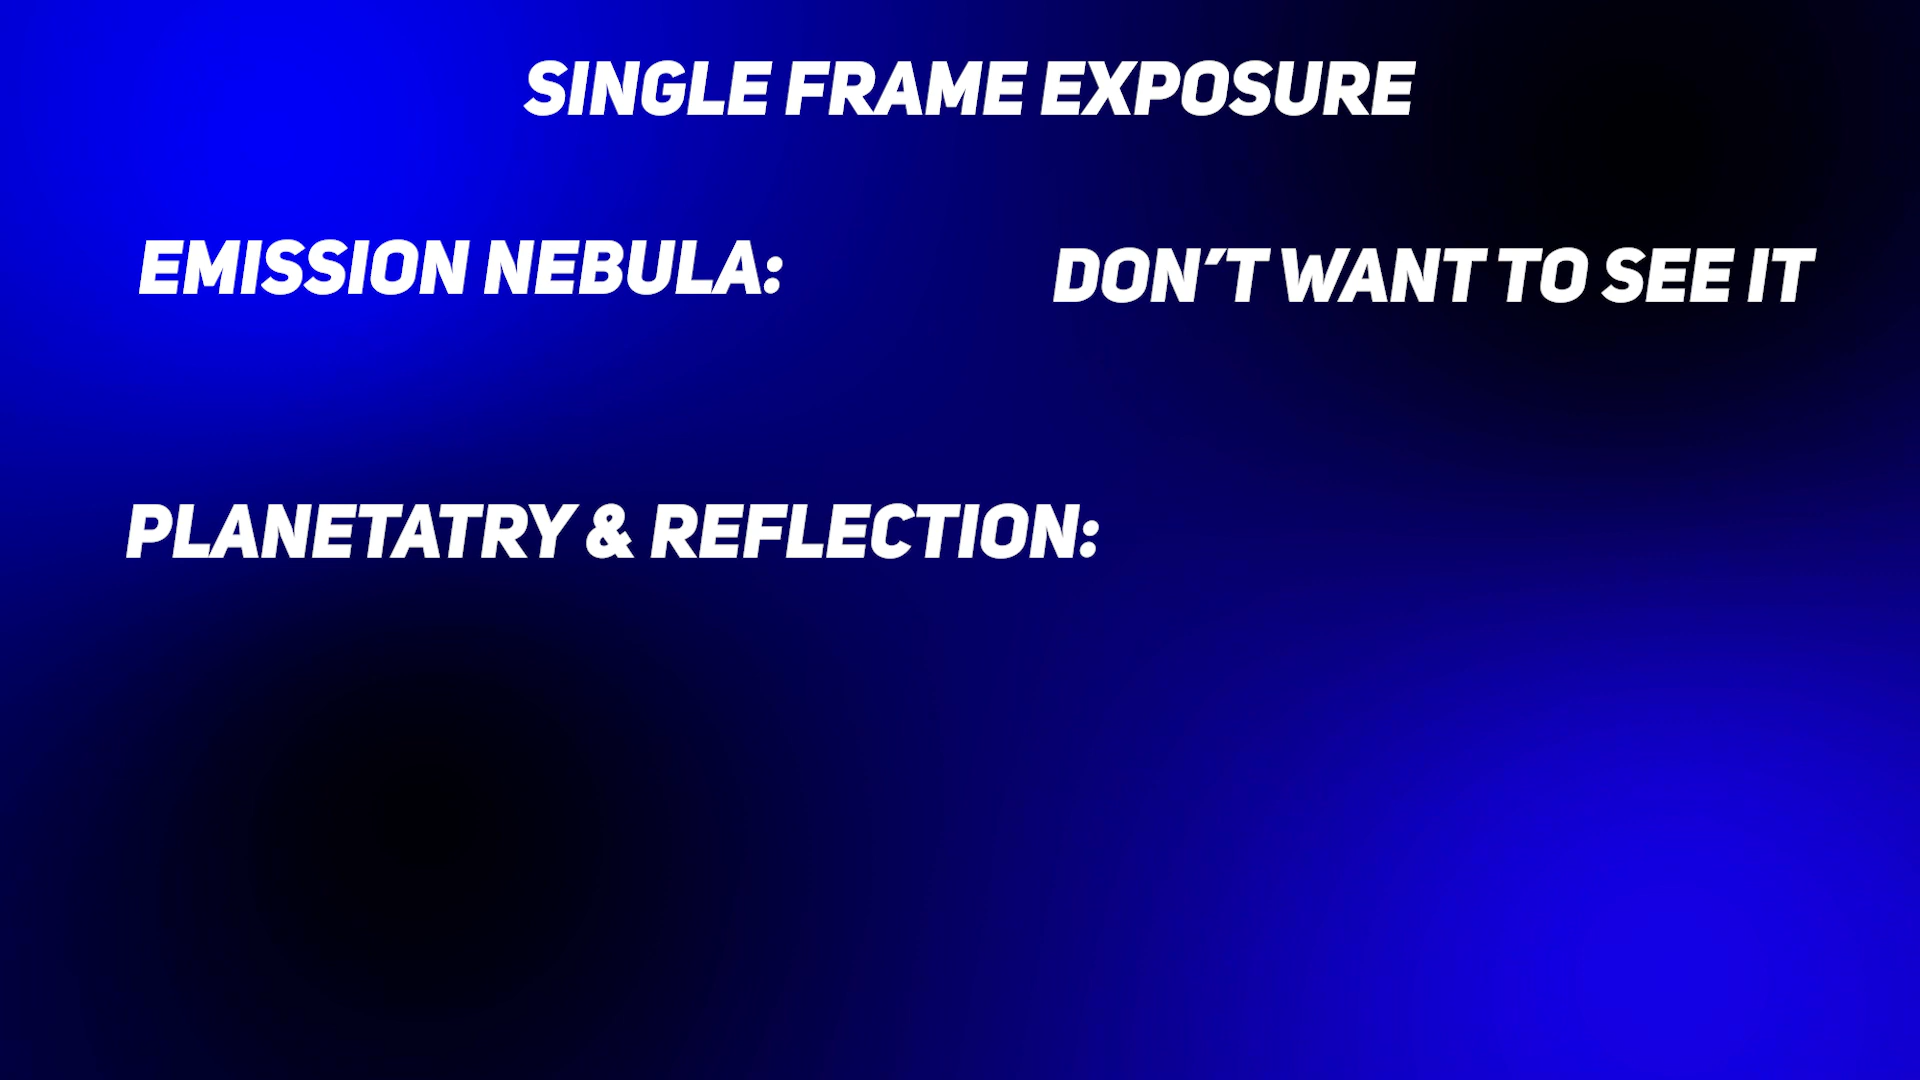 SINGLE FRAME EXPOSURE
EMISSION NEBULA: DON’T WANT TO SEE IT
PLANETATRY & REFLECTION: